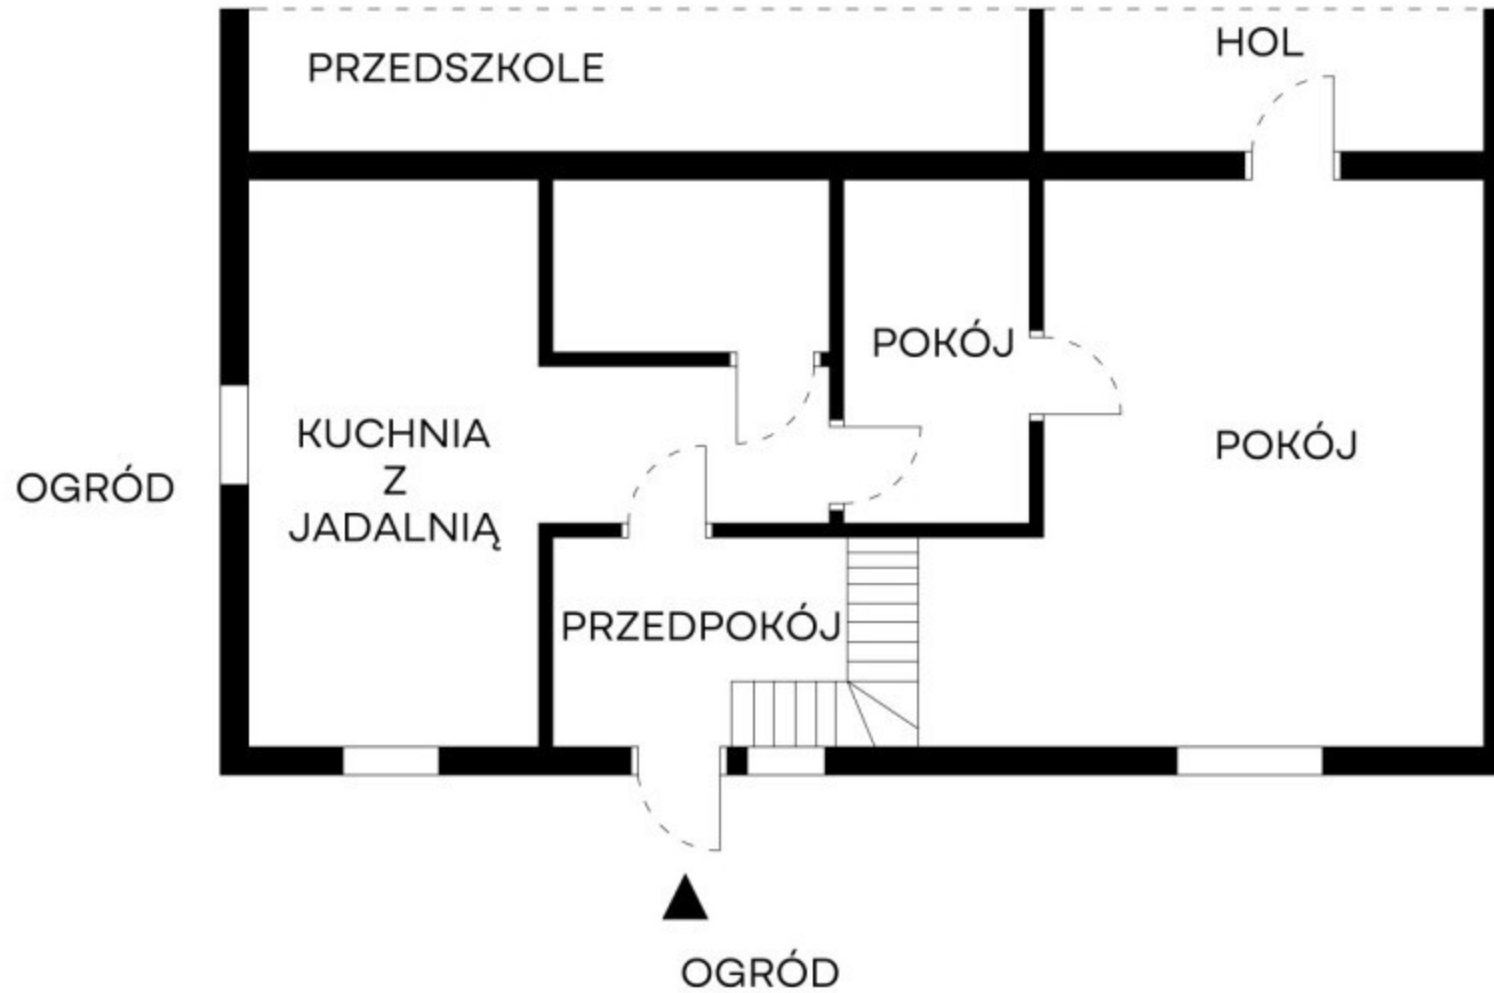 PRZEDSZKOLE
HOL
POKÓJ
POKÓJ
KUCHNIA
Z
JADALNIĄ
OGRÓD
PRZEDPOKÓJ
OGRÓD